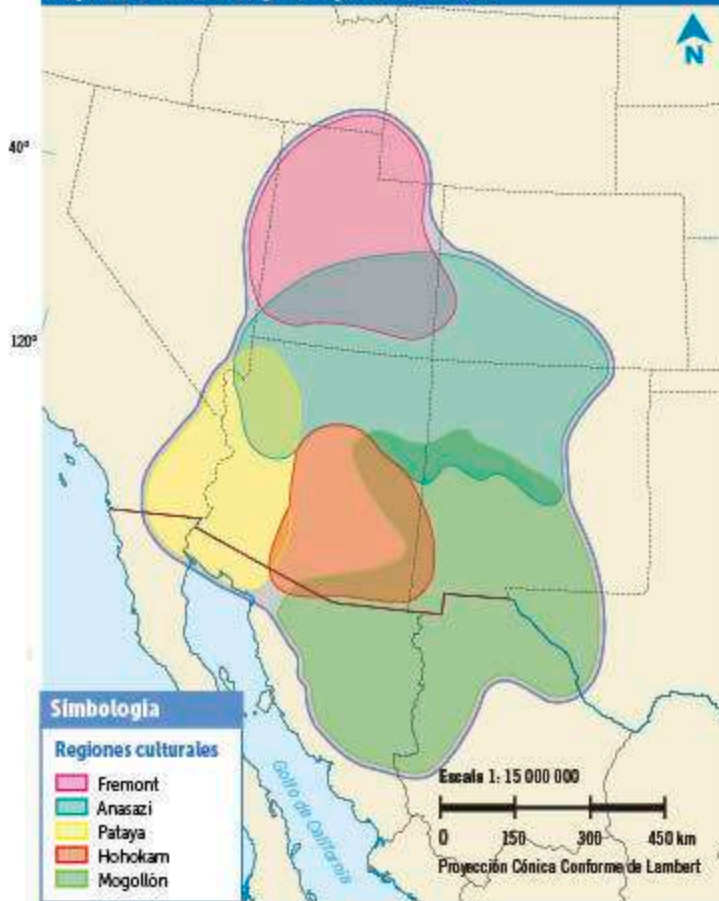 N
40°
120°
Simbología
Regiones culturales
Fremont
Anasazi
Pataya
Hohokam
Mogollón
Golfo de California
Escala 1: 15 000 000
0 150 300 450 km
Proyección Cónica Conforme de Lambert